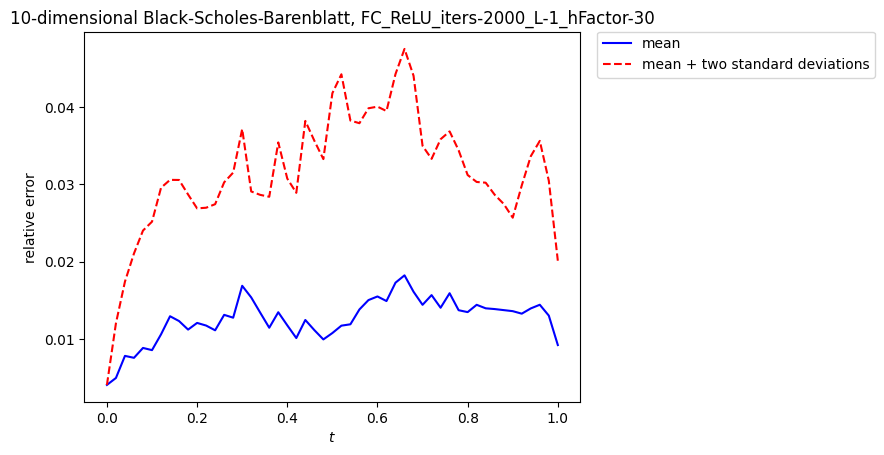 10-dimensional Black-Scholes-Barenblatt, FC_ReLU_iters-2000_L-1_hFactor-30
mean
mean + two standard deviations
relative error
0.04
0.03
0.02
0.01
0.0
0.2
0.4
0.6
0.8
1.0
t